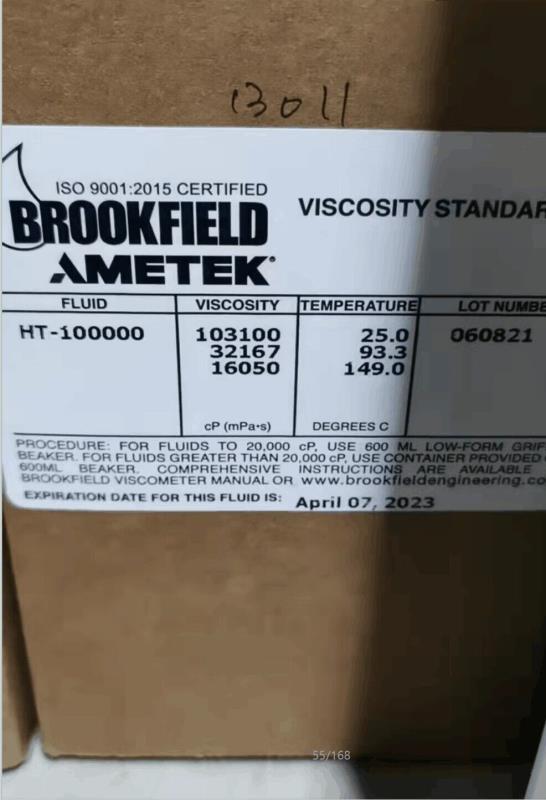 13011
ISO 9001:2015 CERTIFIED
BROOKFIELD
AMETEK®
VISCOSITY STANDAR
FLUID VISCOSITY TEMPERATURE LOT NUMBE
HT-100000 103100 25.0 060821
32167 93.3
16050 149.0
cP (mPa•s) DEGREES C
PROCEDURE: FOR FLUIDS TO 20,000 cP, USE 600 ML LOW-FORM GRIF
BEAKER. FOR FLUIDS GREATER THAN 20,000 cP, USE CONTAINER PROVIDED
600ML BEAKER. COMPREHENSIVE INSTRUCTIONS ARE AVAILABLE
BROOKFIELD VISCOMETER MANUAL OR www.brookfieldengineering.co
EXPIRATION DATE FOR THIS FLUID IS: April 07, 2023
55/168